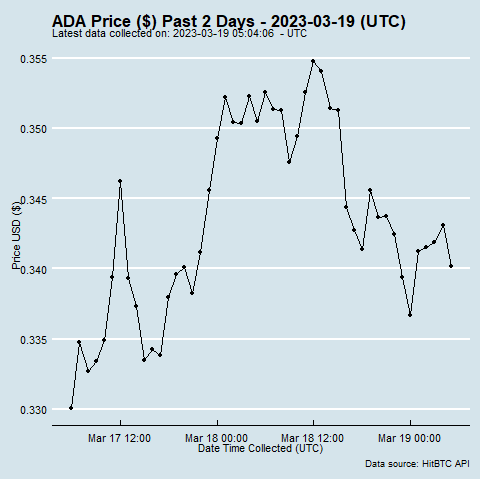 ADA Price ($) Past 2 Days - 2023-03-19 (UTC)
Latest data collected on: 2023-03-19 05:04:06 - UTC
0.355
0.350
0.345
0.340
0.335
0.330
Price USD ($)
Mar 17 12:00 Mar 18 00:00 Mar 18 12:00 Mar 19 00:00
Date Time Collected (UTC)
Data source: HitBTC API